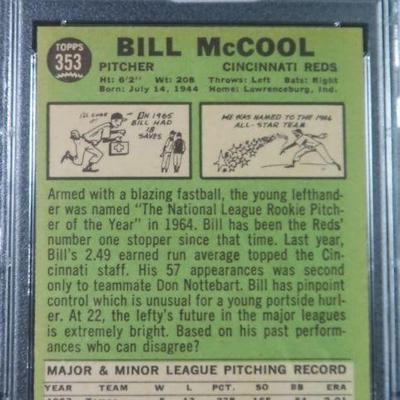 TOPPS
353
BILL McCOOL
PITCHER CINCINNATI REDS
Ht: 6'2" Wt: 208 Throws: Left Bats: Right
Born: July 14, 1944 Home: Lawrenceburg, Ind.
I'LL CURE IT
IN 1965
BILL HAD
18
SAVES
HE WAS NAMED TO THE 1966
ALL-STAR TEAM
Armed with a blazing fastball, the young lefthand-
er was named "The National League Rookie Pitch-
er of the Year" in 1964. Bill has been the Reds'
number one stopper since that time. Last year,
Bill's 2.49 earned run average topped the Cin-
cinnati staff. His 57 appearances was second
only to teammate Don Nottebart. Bill has pinpoint
control which is unusual for a young portside hurl-
er. At 22, the lefty's future in the major leagues
is extremely bright. Based on his past perform-
ances who can disagree?
MAJOR & MINOR LEAGUE PITCHING RECORD
YEAR TEAM W L PCT. SO BB ERA